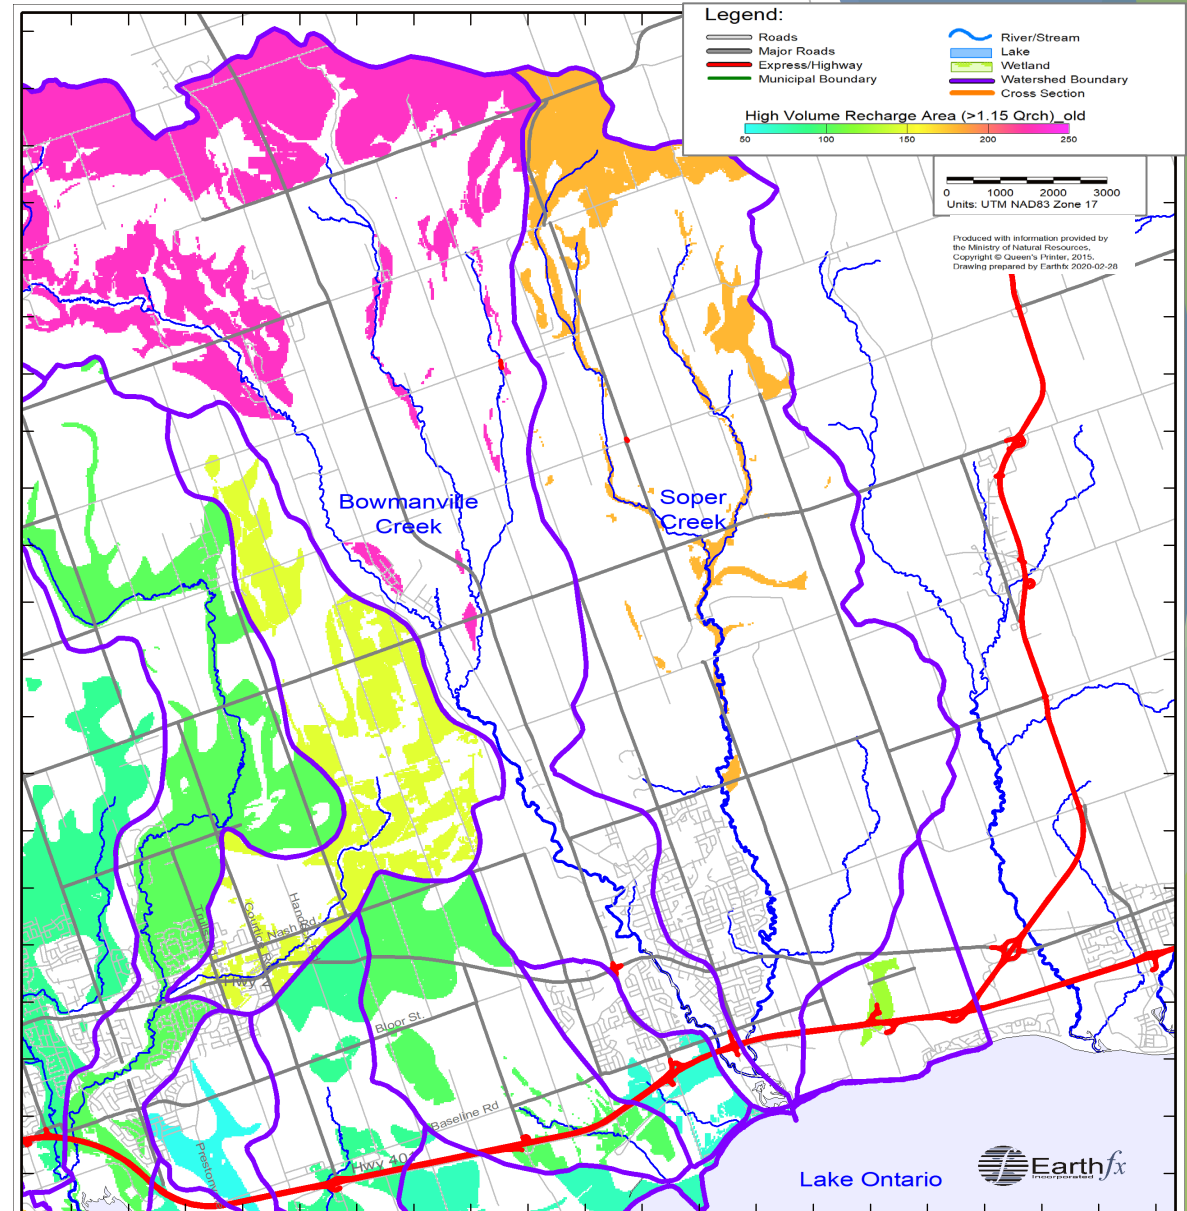 Legend:
Roads
Major Roads
Express/Highway
Municipal Boundary
River/Stream
Lake
Wetland
Watershed Boundary
Cross Section
High Volume Recharge Area (>1.15 Qrch)_old
50 100 150 200 250
0 1000 2000 3000
Units: UTM NAD83 Zone 17
Produced with information provided by
the Ministry of Natural Resources,
Copyright © Queen's Printer, 2015.
Drawing prepared by Earthfx 2020-02-28
Bowmanville
Creek
Soper
Creek
Nash Rd.
Hwy 2
Bloor St.
Baseline Rd
Hwy 401
Lake Ontario
Earthfx
Incorporated